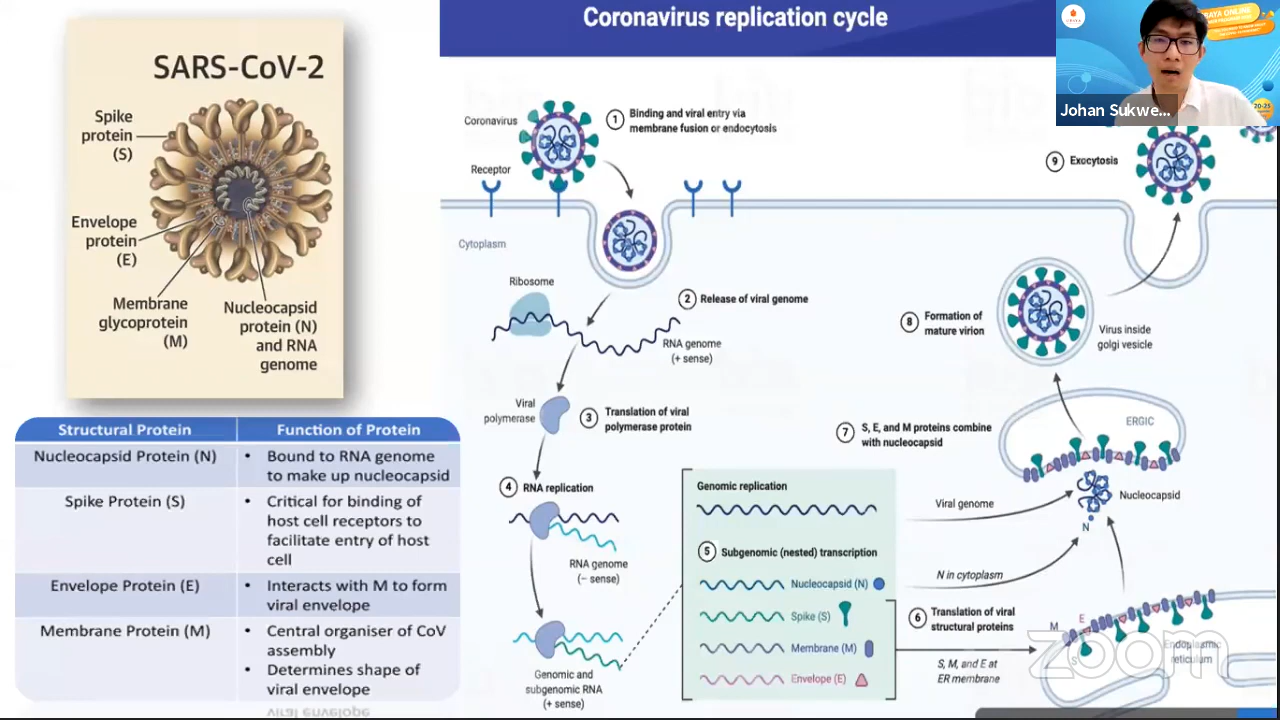 Coronavirus replication cycle
SARS-CoV-2
Spike
protein
(S)
Envelope
protein
(E)
Membrane
glycoprotein
(M)
Nucleocapsid
protein (N)
and RNA
genome
Structural Protein
Function of Protein
Nucleocapsid Protein (N)
• Bound to RNA genome
to make up nucleocapsid
Spike Protein (S)
• Critical for binding of
host cell receptors to
facilitate entry of host
cell
Envelope Protein (E)
• Interacts with M to form
viral envelope
Membrane Protein (M)
• Central organiser of CoV
assembly
• Determines shape of
viral envelope
Coronavirus
Receptor
1 Binding and viral entry via
membrane fusion or endocytosis
Cytoplasm
Ribosome
2 Release of viral genome
RNA genome
(+ sense)
Viral
polymerase
3 Translation of viral
polymerase protein
4 RNA replication
RNA genome
(− sense)
Genomic and
subgenomic RNA
(+ sense)
Genomic replication
5 Subgenomic (nested) transcription
Nucleocapsid (N)
Spike (S)
Membrane (M)
Envelope (E)
6 Translation of viral
structural proteins
S, M, and E at
ER membrane
M
E
S
Endoplasmic
reticulum
Viral genome
N in cytoplasm
N
Nucleocapsid
7 S, E, and M proteins combine
with nucleocapsid
ERGIC
8 Formation of
mature virion
Virus inside
golgi vesicle
9 Exocytosis
Johan Sukwe...
UBAYA ONLINE
20-25
zoom